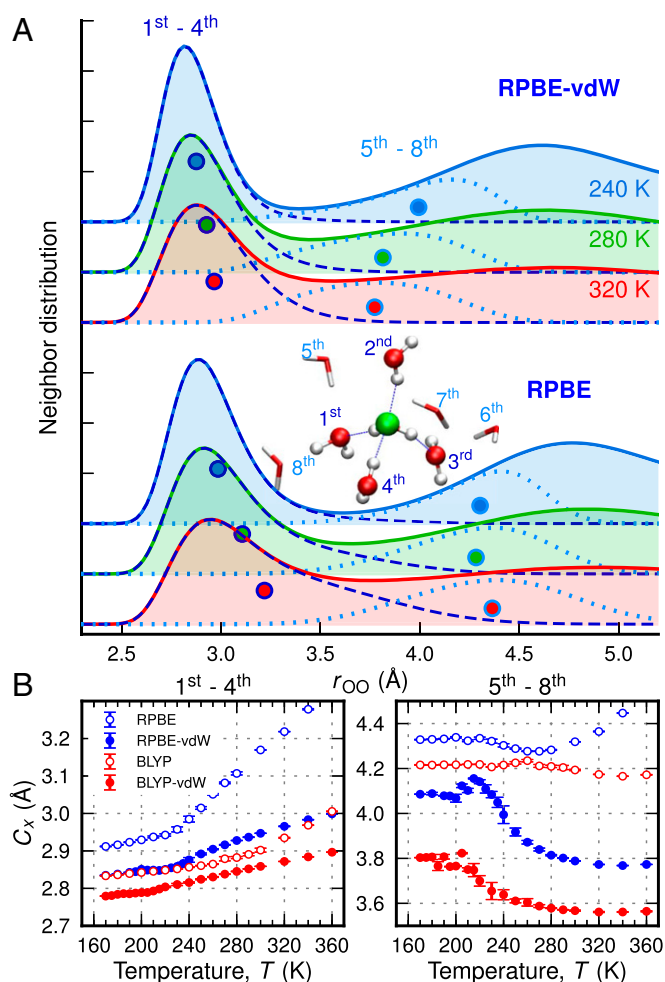 A
1st - 4th
RPBE-vdW
5th - 8th
240 K
280 K
320 K
Neighbor distribution
2nd
5th
RPBE
7th
6th
1st
3rd
8th
4th
2.5 3.0 3.5 4.0 4.5 5.0
rOO (Å)
B
1st - 4th
5th - 8th
RPBE
RPBE-vdW
BLYP
BLYP-vdW
3.2
3.1
3.0
2.9
2.8
2.7
Cx (Å)
4.4
4.2
4.0
3.8
3.6
160 200 240 280 320 360
160 200 240 280 320 360
Temperature, T (K)
Temperature, T (K)